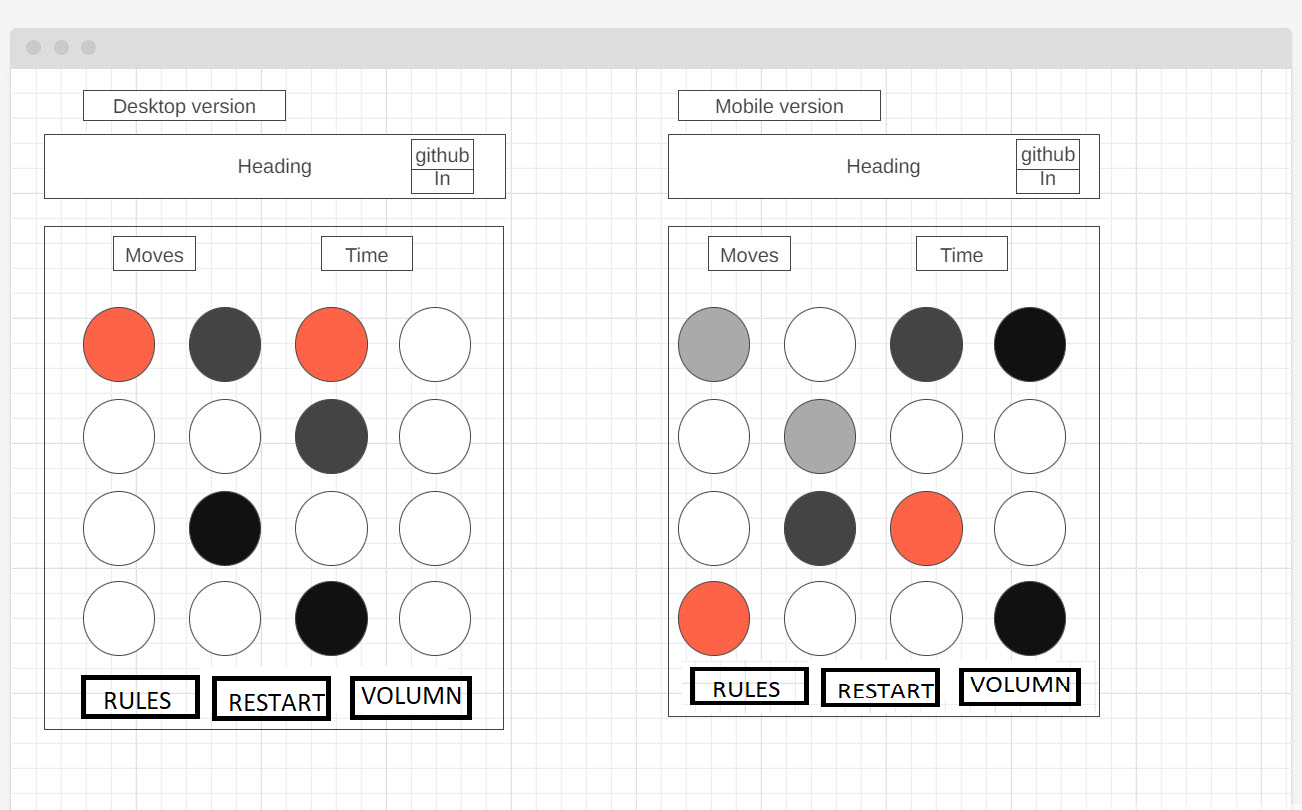 Desktop version
Heading
github
In
Moves
Time
RULES
RESTART
VOLUMN
Mobile version
Heading
github
In
Moves
Time
RULES
RESTART
VOLUMN